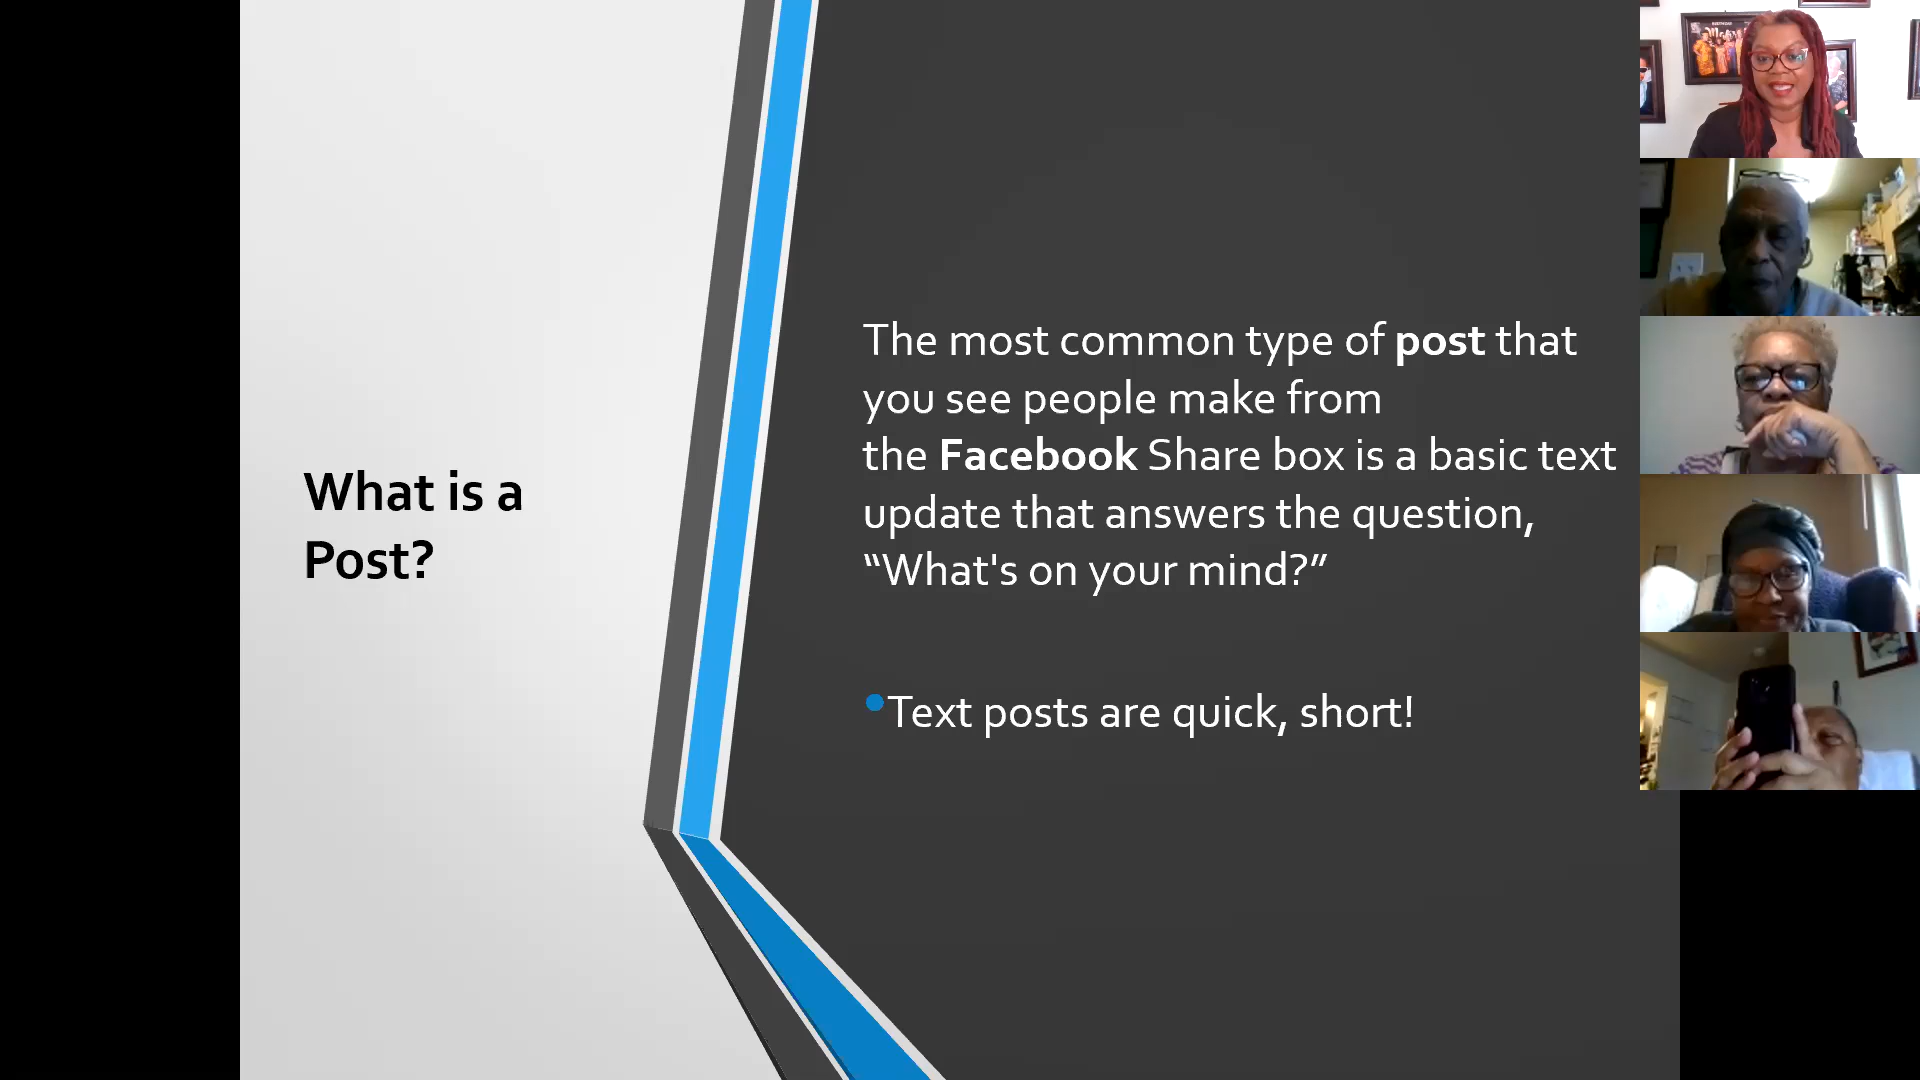 What is a
Post?
The most common type of post that
you see people make from
the Facebook Share box is a basic text
update that answers the question,
“What's on your mind?”
Text posts are quick, short!